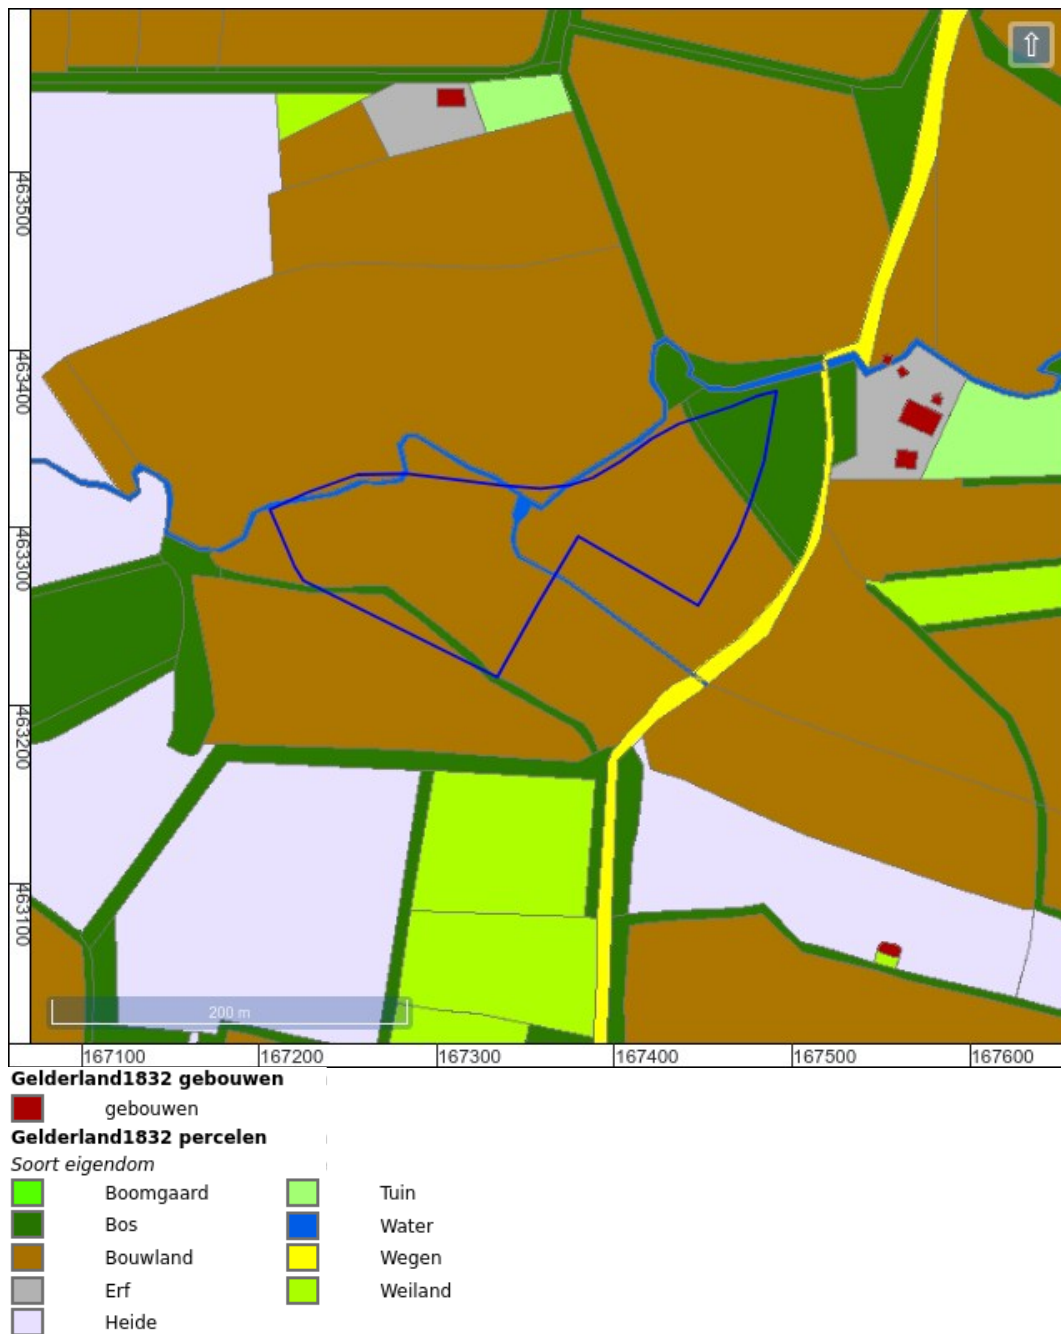 ⇧
463500
463400
463300
463200
463100
200 m
167100 167200 167300 167400 167500 167600
Gelderland1832 gebouwen
gebouwen
Gelderland1832 percelen
Soort eigendom
Boomgaard Tuin
Bos Water
Bouwland Wegen
Erf Weiland
Heide